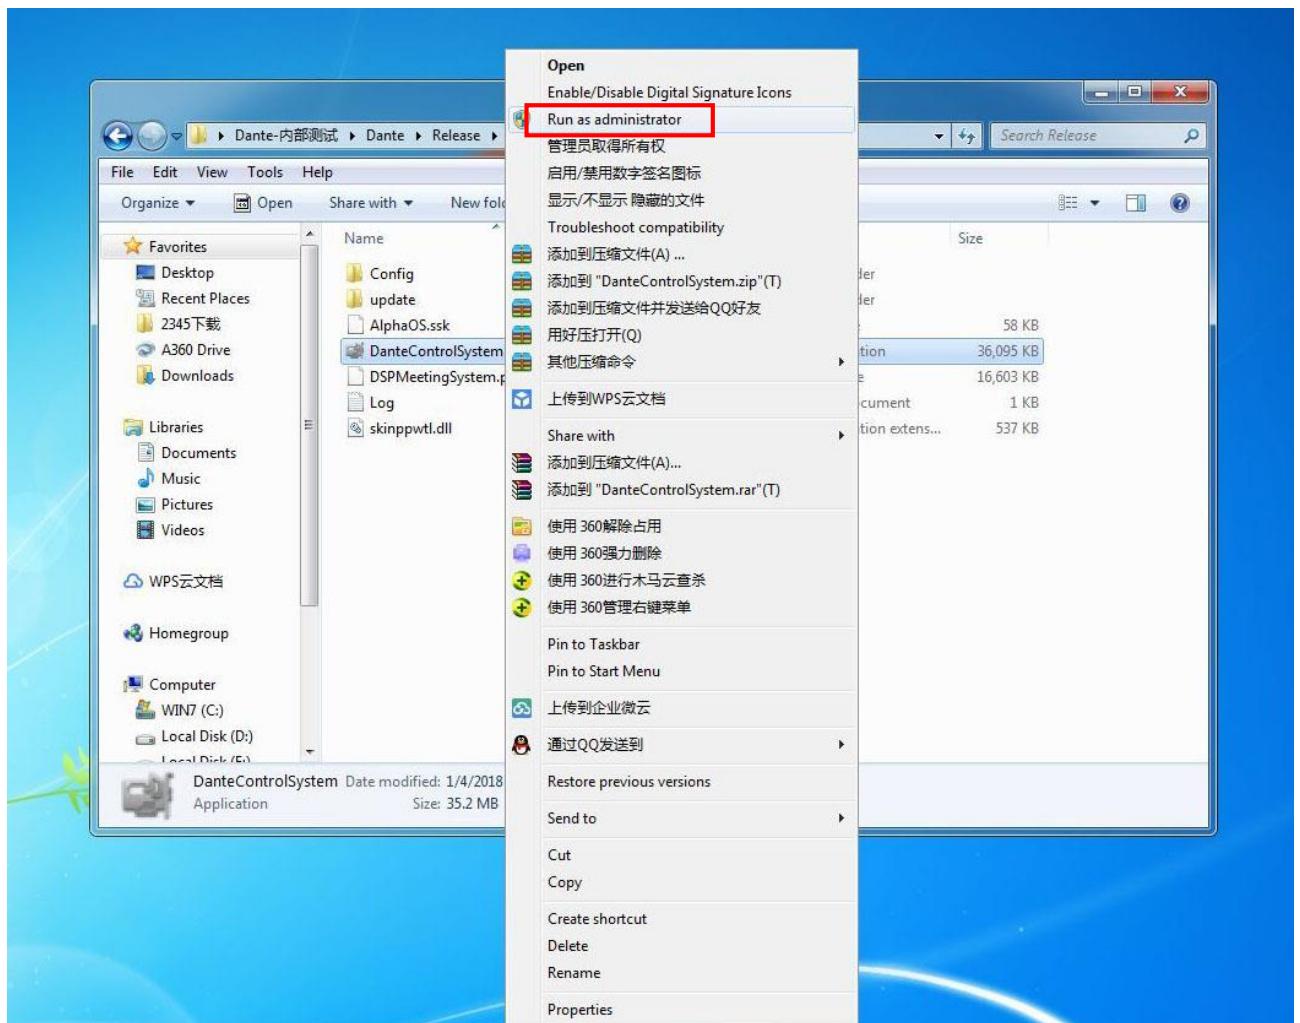 Dante-内部测试 Dante Release
Search Release
File Edit View Tools Help
Organize Open Share with New fol
Favorites
Desktop
Recent Places
2345下载
A360 Drive
Downloads
Libraries
Documents
Music
Pictures
Videos
WPS云文档
Homegroup
Computer
WIN7 (C:)
Local Disk (D:)
Name Size
Config
update
AlphaOS.ssk 58 KB
DanteControlSystem tion 36,095 KB
DSPMeetingSystem.p 16,603 KB
Log cument 1 KB
skinppwtl.dll tion extens... 537 KB
Open
Enable/Disable Digital Signature Icons
Run as administrator
管理员取得所有权
启用/禁用数字签名图标
显示/不显示 隐藏的文件
Troubleshoot compatibility
添加到压缩文件(A) ...
添加到 "DanteControlSystem.zip"(T)
添加到压缩文件并发送给QQ好友
用好压打开(Q)
其他压缩命令
上传到WPS云文档
Share with
添加到压缩文件(A)...
添加到 "DanteControlSystem.rar"(T)
使用 360解除占用
使用 360强力删除
使用 360进行木马云查杀
使用 360管理右键菜单
Pin to Taskbar
Pin to Start Menu
上传到企业微云
通过QQ发送到
Restore previous versions
Send to
Cut
Copy
Create shortcut
Delete
Rename
Properties
DanteControlSystem Date modified: 1/4/2018
Application Size: 35.2 MB